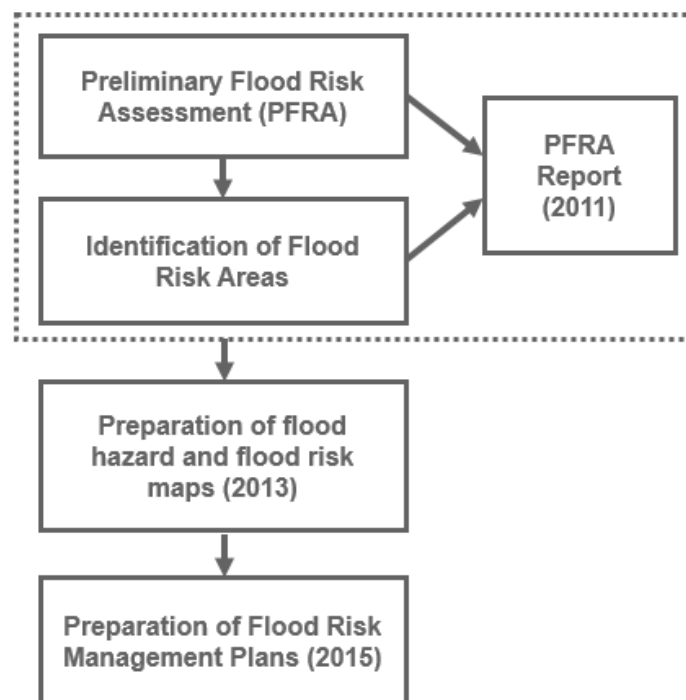 Preliminary Flood Risk
Assessment (PFRA)
PFRA
Report
(2011)
Identification of Flood
Risk Areas
Preparation of flood
hazard and flood risk
maps (2013)
Preparation of Flood Risk
Management Plans (2015)